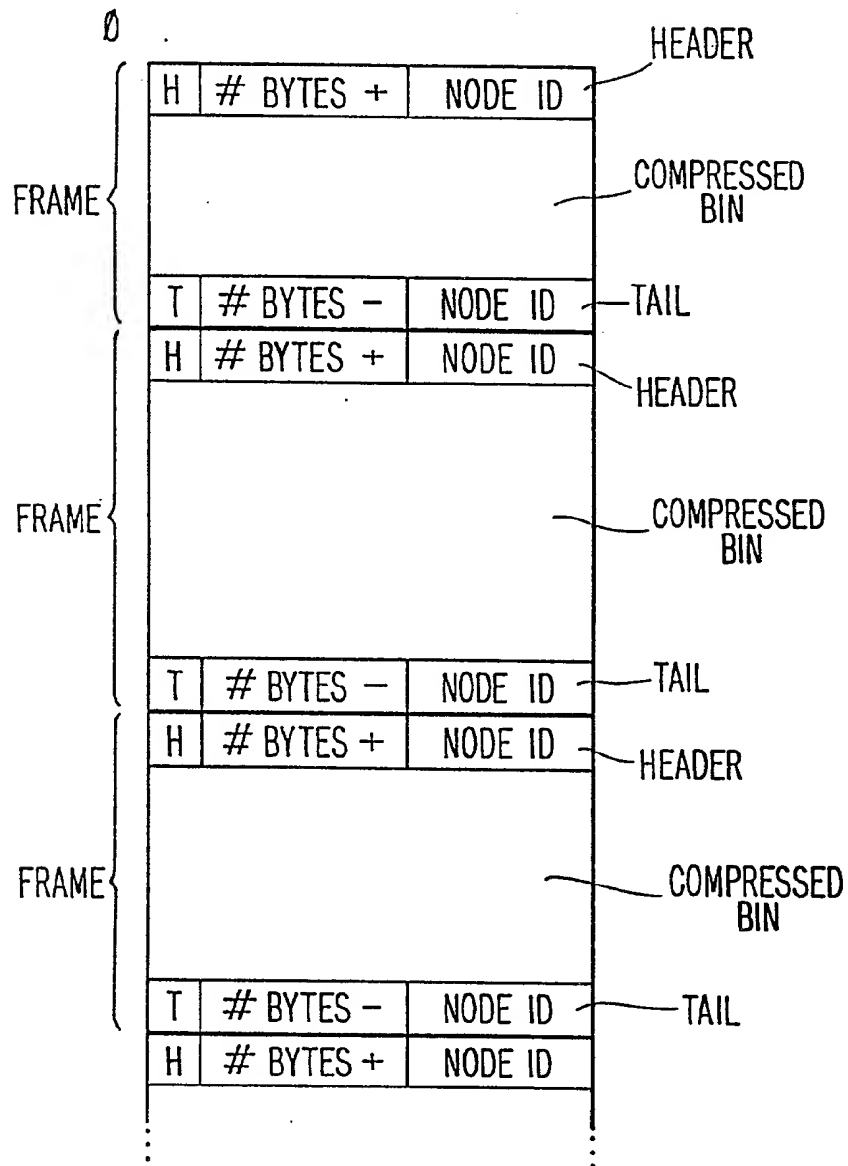 Ø
HEADER
H # BYTES + NODE ID
FRAME
COMPRESSED
BIN
T # BYTES - NODE ID
TAIL
H # BYTES + NODE ID
HEADER
FRAME
COMPRESSED
BIN
T # BYTES - NODE ID
TAIL
H # BYTES + NODE ID
HEADER
FRAME
COMPRESSED
BIN
T # BYTES - NODE ID
TAIL
H # BYTES + NODE ID